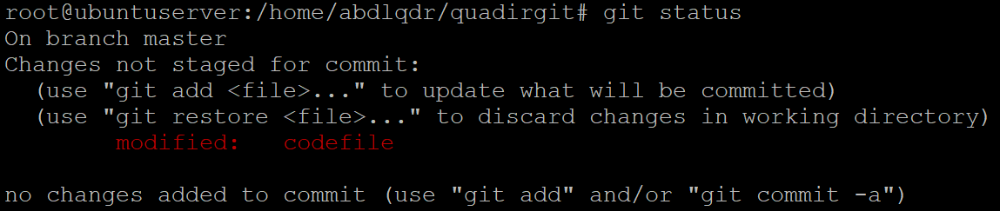 root@ubuntuserver:/home/abdlqdr/quadirgit# git status
On branch master
Changes not staged for commit:
  (use "git add <file>..." to update what will be committed)
  (use "git restore <file>..." to discard changes in working directory)
        modified:   codefile

no changes added to commit (use "git add" and/or "git commit -a")